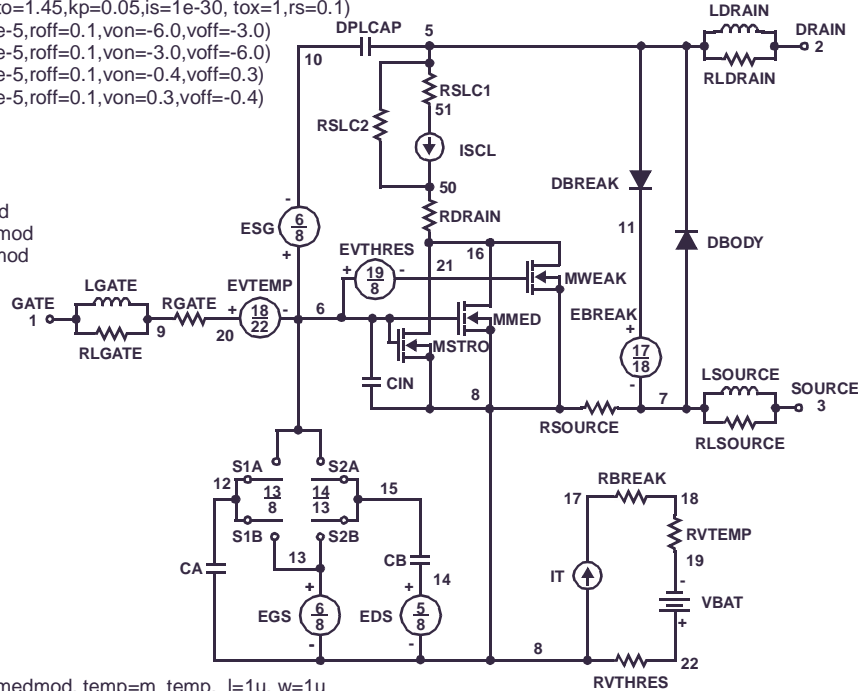 to=1.45,kp=0.05,is=1e-30, tox=1,rs=0.1)
e-5,roff=0.1,von=-6.0,voff=-3.0)
e-5,roff=0.1,von=-3.0,voff=-6.0)
e-5,roff=0.1,von=-0.4,voff=0.3)
e-5,roff=0.1,von=0.3,voff=-0.4)
d
mod
mod
LDRAIN
DPLCAP 5 DRAIN
10 2
RLDRAIN
RSLC1
51
RSLC2
ISCL
50
DBREAK
RDRAIN
ESG 6 8
- +
11
DBODY
EVTHRES 16
+ 19 8 - 21
MWEAK
LGATE EVTEMP
GATE RGATE + 18 22 - 6
1 9 20
RLGATE
MMED
EBREAK
+ 17 18 -
MSTRO
CIN
LSOURCE
8 7 SOURCE
3
RSOURCE
RLSOURCE
S1A S2A
12 13 8 14 13 15
S1B S2B
13
CA
CB
14
+ +
EGS 6 8 EDS 5 8
- -
RBREAK
17 18
RVTEMP
19
IT
-
VBAT
+
8 22
RVTHRES
medmod, temp=m_temp, l=1u, w=1u